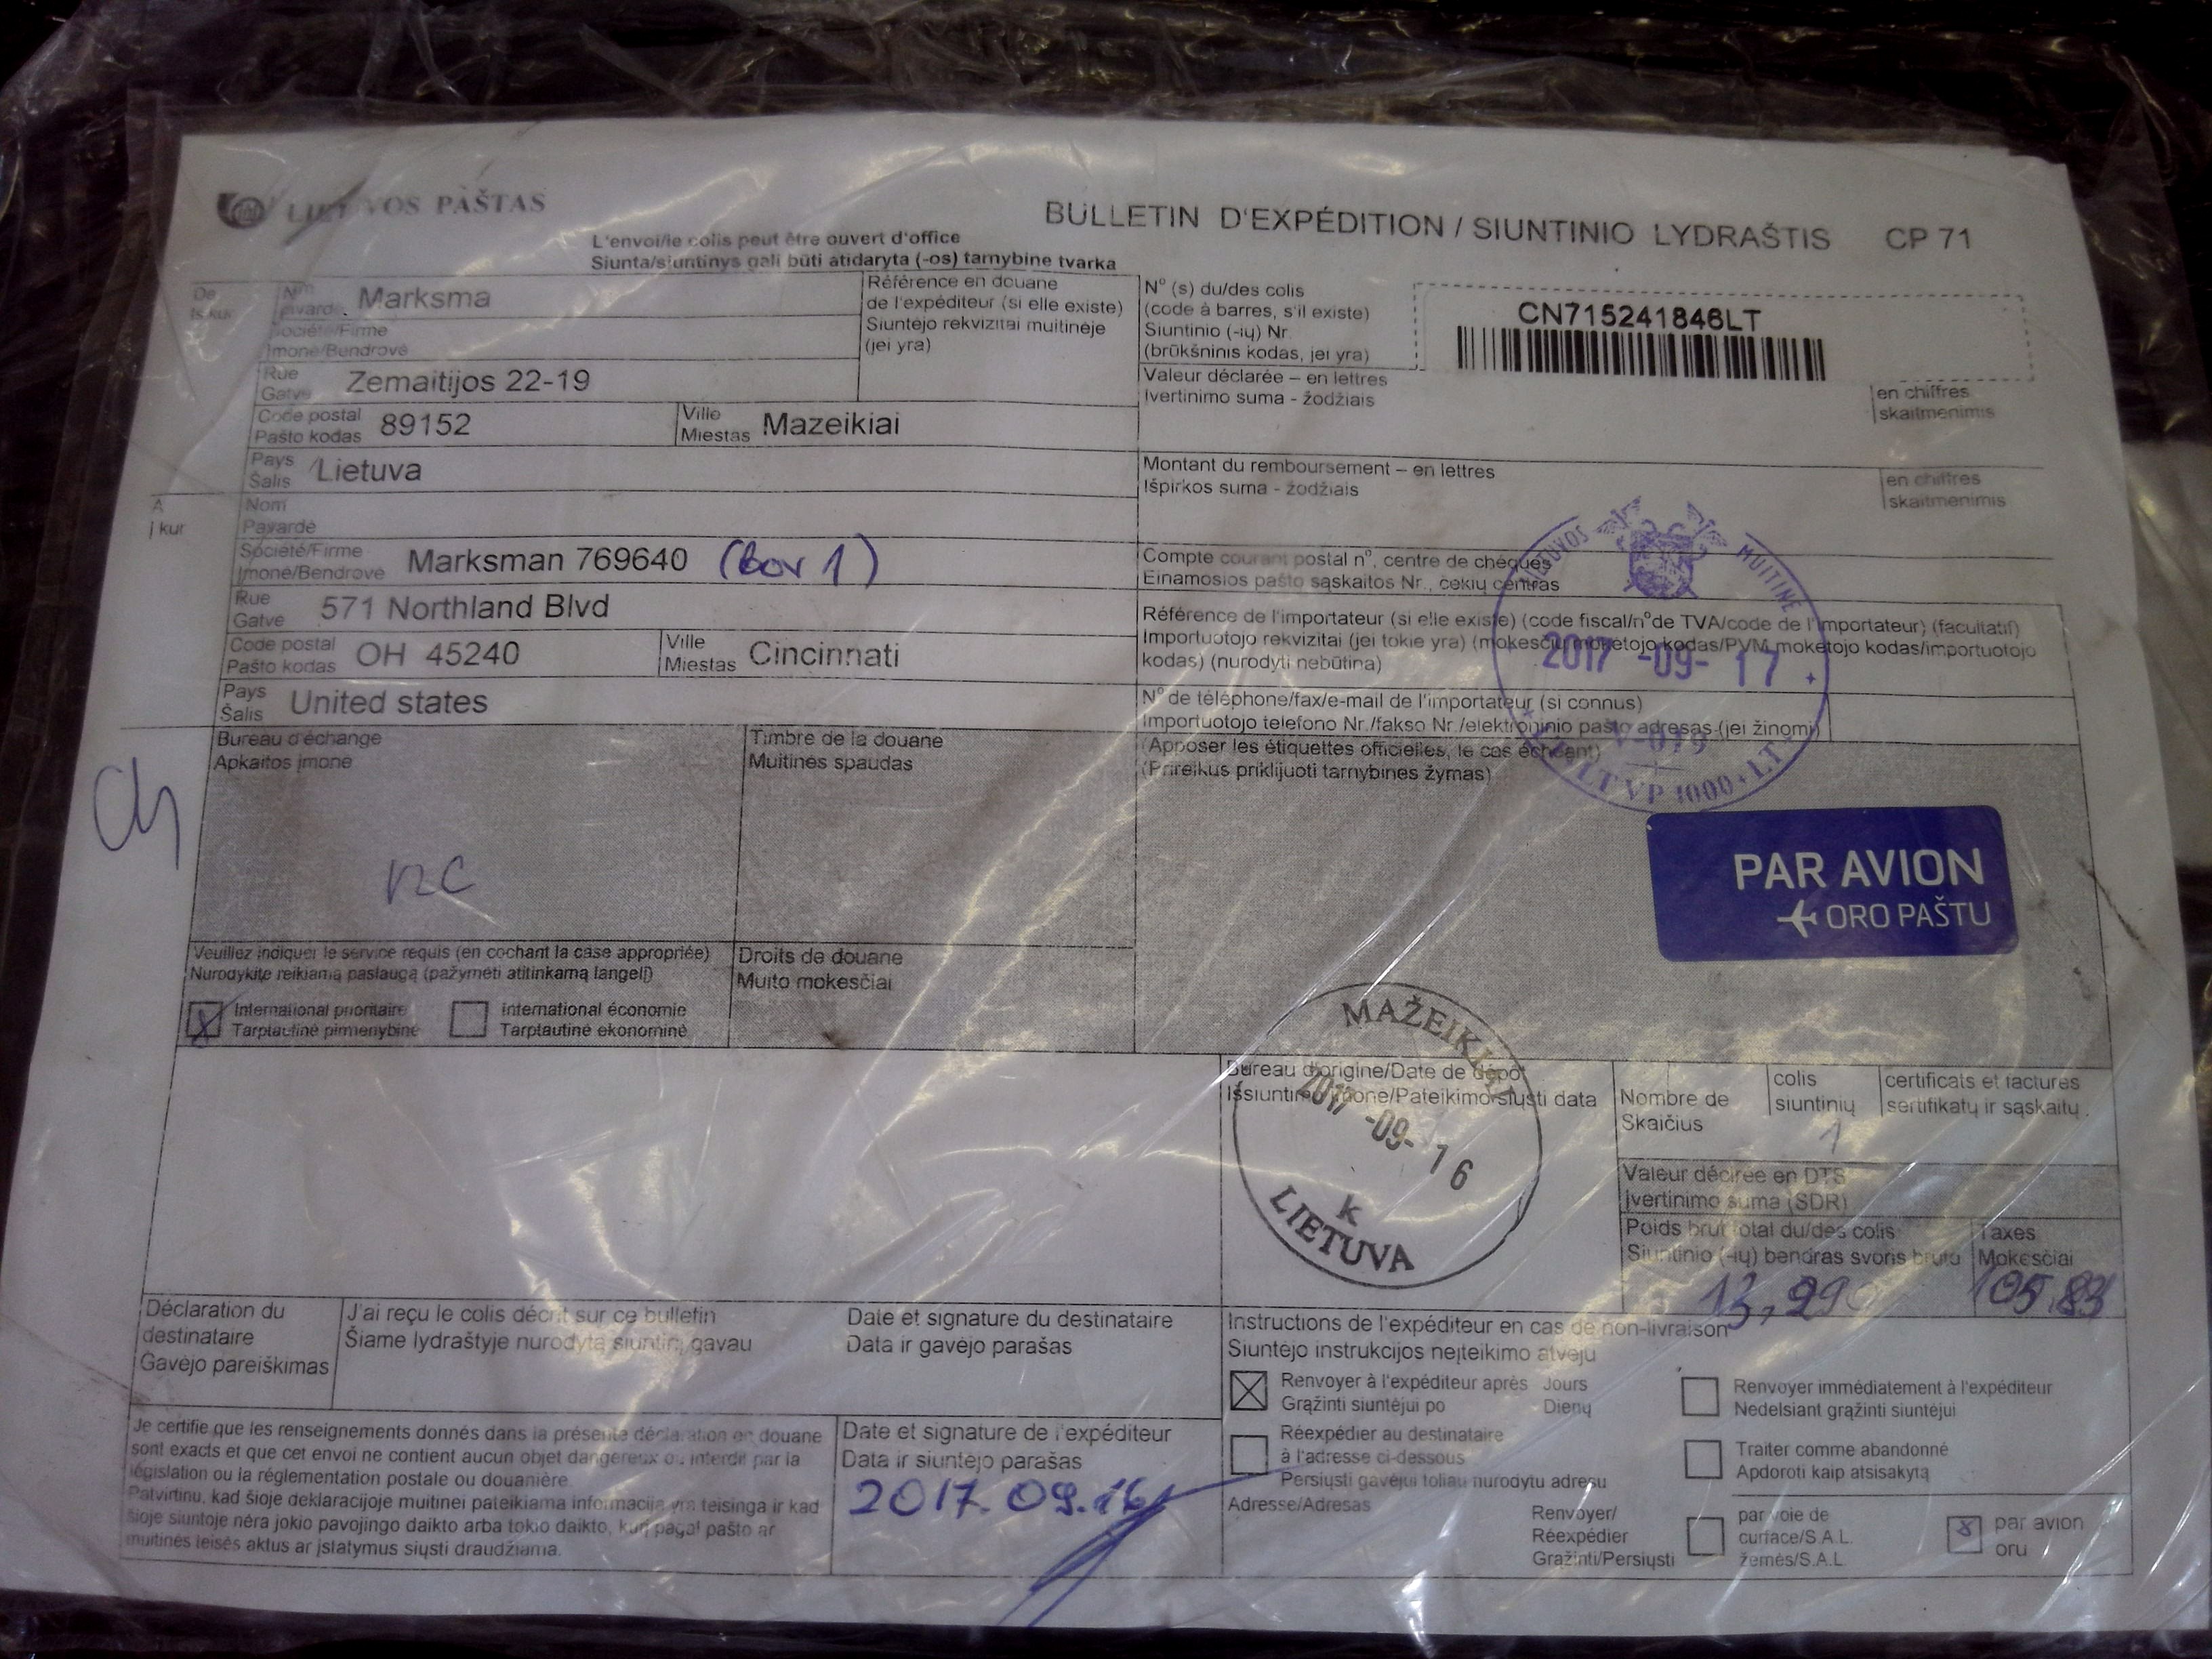 LIETUVOS PAŠTAS
BULLETIN D'EXPÉDITION / SIUNTINIO LYDRAŠTIS CP 71
L'envoi/le colis peut être ouvert d'office
Siunta/siuntinys gali būti atidaryta (-os) tarnybine tvarka
De
Iš kur
Nom
Pavardė Marksma
Société/Firme
Įmonė/Bendrovė
Référence en douane
de l'expéditeur (si elle existe)
Siuntėjo rekvizitai muitinėje
(jei yra)
Rue
Gatvė Zemaitijos 22-19
Code postal
Pašto kodas 89152
Ville
Miestas Mazeikiai
Pays
Šalis Lietuva
N° (s) du/des colis
(code à barres, s'il existe)
Siuntinio (-ių) Nr.
(brūkšninis kodas, jei yra)
CN715241846LT
Valeur déclarée – en lettres
Įvertinimo suma - žodžiais
en chiffres
skaitmenimis
Montant du remboursement – en lettres
Išpirkos suma - žodžiais
en chiffres
skaitmenimis
A
Į kur
Nom
Pavardė
Société/Firme
Įmonė/Bendrovė Marksman 769640 (box 1)
Rue
Gatvė 571 Northland Blvd
Code postal
Pašto kodas OH 45240
Ville
Miestas Cincinnati
Pays
Šalis United states
Compte courant postal n°, centre de chèques
Einamosios pašto sąskaitos Nr., čekių centras
Référence de l'importateur (si elle existe) (code fiscal/n°de TVA/code de l'importateur) (facultatif)
Importuotojo rekvizitai (jei tokie yra) (mokesčių mokėtojo kodas/PVM mokėtojo kodas/importuotojo
kodas) (nurodyti nebūtina)
N° de téléphone/fax/e-mail de l'importateur (si connus)
Importuotojo telefono Nr./fakso Nr./elektroninio pašto adresas (jei žinomi)
LIETUVOS MUITINĖ
2017 -09- 17
V-079
LT VP 1000 LT
Bureau d'échange
Apkaitos įmonė
Timbre de la douane
Muitinės spaudas
(Apposer les étiquettes officielles, le cas échéant)
(Prireikus priklijuoti tarnybines žymas)
PAR AVION
ORO PAŠTU
Veuillez indiquer le service requis (en cochant la case appropriée)
Nurodykite reikiamą paslaugą (pažymėti atitinkamą langelį)
X International prioritaire
Tarptautinė pirmenybinė
International économie
Tarptautinė ekonominė
Droits de douane
Muito mokesčiai
Bureau d'origine/Date de dépôt
Išsiuntimo įmonė/Pateikimo siųsti data
MAŽEIKIAI
2017 -09- 16
k
LIETUVA
Nombre de
Skaičius
colis
siuntinių
1
certificats et factures
sertifikatų ir sąskaitų
Valeur déclrée en DTS
Įvertinimo suma (SDR)
Poids brut total du/des colis
Siuntinio (-ių) bendras svoris bruto
13,990
Taxes
Mokesčiai
105,83
Déclaration du
destinataire
Gavėjo pareiškimas
J'ai reçu le colis décrit sur ce bulletin
Šiame lydraštyje nurodytą siuntinį gavau
Date et signature du destinataire
Data ir gavėjo parašas
Je certifie que les renseignements donnés dans la présente déclaration en douane
sont exacts et que cet envoi ne contient aucun objet dangereux ou interdit par la
législation ou la réglementation postale ou douanière
Patvirtinu, kad šioje deklaracijoje muitinei pateikiama informacija yra teisinga ir kad
šioje siuntoje nėra jokio pavojingo daikto arba tokio daikto, kurį pagal pašto ar
muitinės teisės aktus ar įstatymus siųsti draudžiama.
Date et signature de l'expéditeur
Data ir siuntėjo parašas
2017.09.16
Instructions de l'expéditeur en cas de non-livraison
Siuntėjo instrukcijos neįteikimo atveju
X Renvoyer à l'expéditeur après Jours
Grąžinti siuntėjui po Dienų
Réexpédier au destinataire
à l'adresse ci-dessous
Persiųsti gavėjui toliau nurodytu adresu
Adresse/Adresas
Renvoyer immédiatement à l'expéditeur
Nedelsiant grąžinti siuntėjui
Traiter comme abandonné
Apdoroti kaip atsisakytą
Renvoyer/
Réexpédier
Grąžinti/Persiųsti
par voie de
curface/S.A.L.
žemės/S.A.L.
X par avion
oru